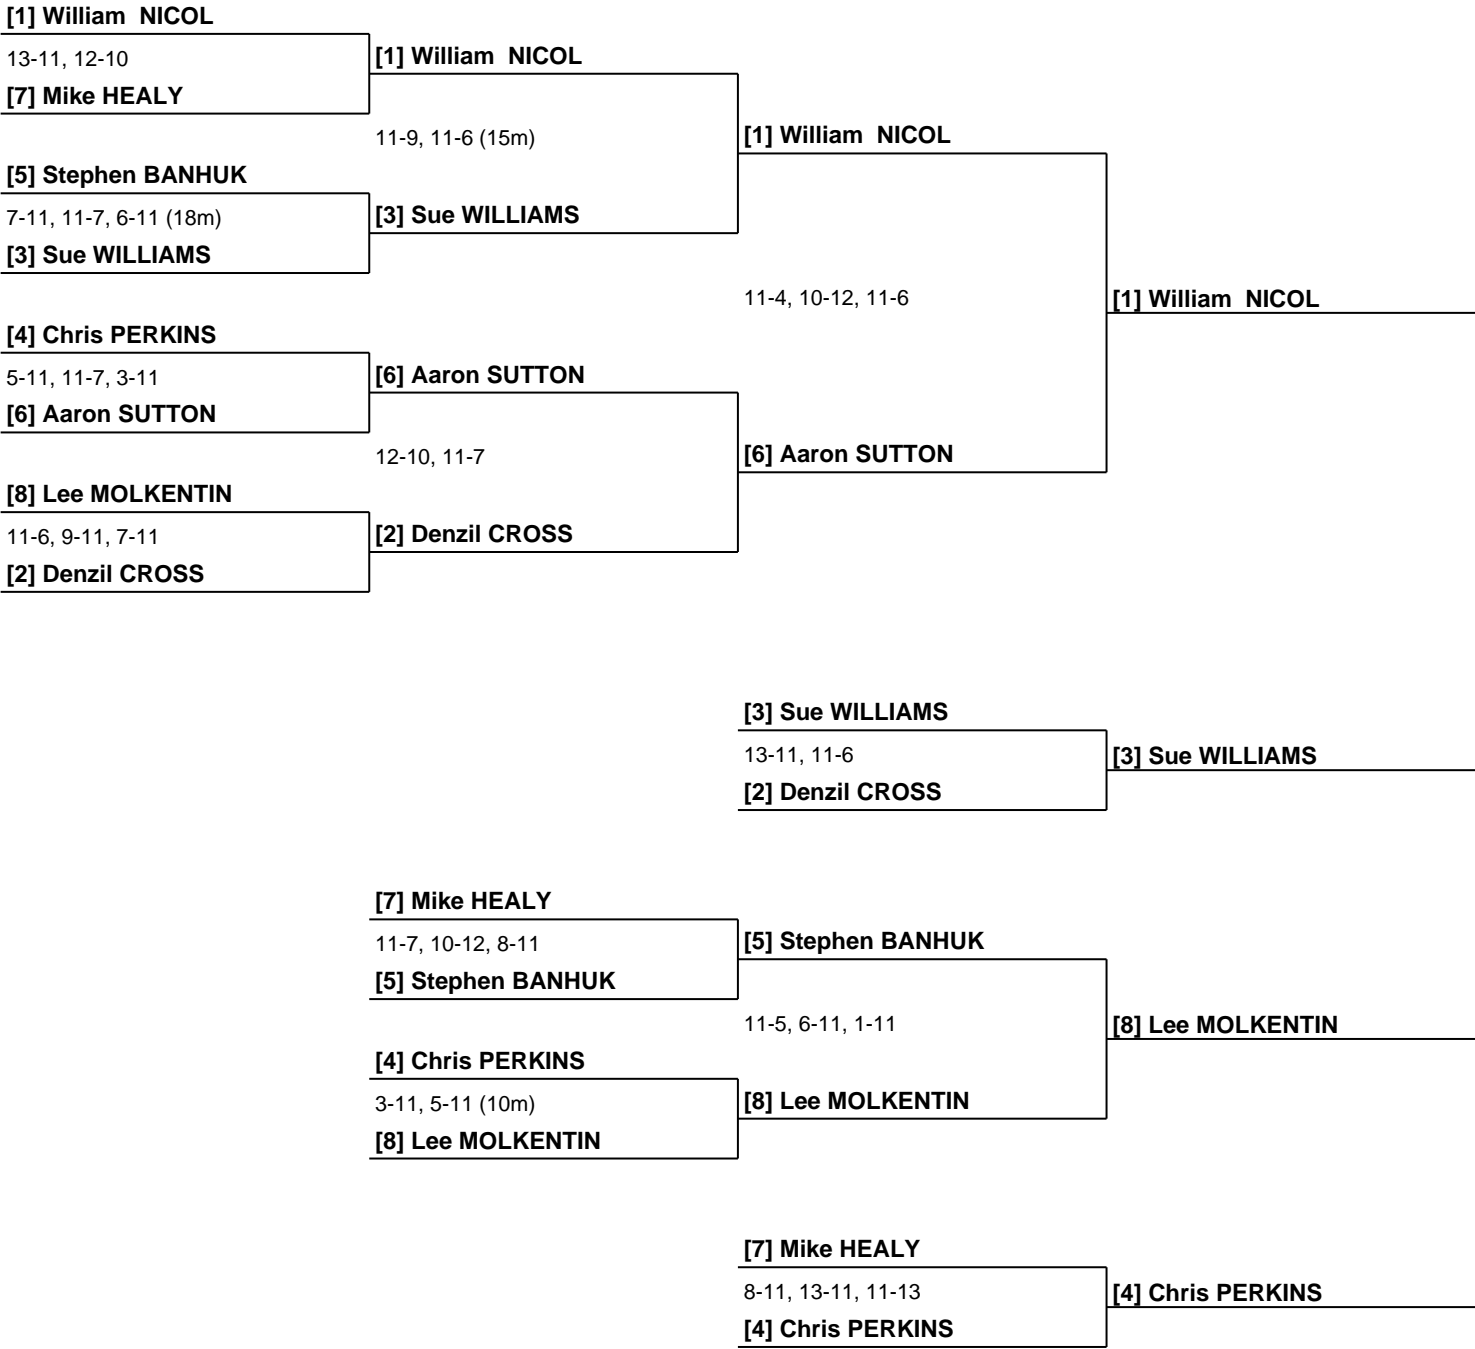 [1] William  NICOL
13-11, 12-10
[7] Mike HEALY
[1] William  NICOL
11-9, 11-6 (15m)
[5] Stephen BANHUK
7-11, 11-7, 6-11 (18m)
[3] Sue WILLIAMS
[3] Sue WILLIAMS
[1] William  NICOL
11-4, 10-12, 11-6
[1] William  NICOL
[4] Chris PERKINS
5-11, 11-7, 3-11
[6] Aaron SUTTON
[6] Aaron SUTTON
12-10, 11-7
[6] Aaron SUTTON
[8] Lee MOLKENTIN
11-6, 9-11, 7-11
[2] Denzil CROSS
[2] Denzil CROSS
[3] Sue WILLIAMS
13-11, 11-6
[2] Denzil CROSS
[3] Sue WILLIAMS
[7] Mike HEALY
11-7, 10-12, 8-11
[5] Stephen BANHUK
[5] Stephen BANHUK
11-5, 6-11, 1-11
[8] Lee MOLKENTIN
[4] Chris PERKINS
3-11, 5-11 (10m)
[8] Lee MOLKENTIN
[8] Lee MOLKENTIN
[7] Mike HEALY
8-11, 13-11, 11-13
[4] Chris PERKINS
[4] Chris PERKINS